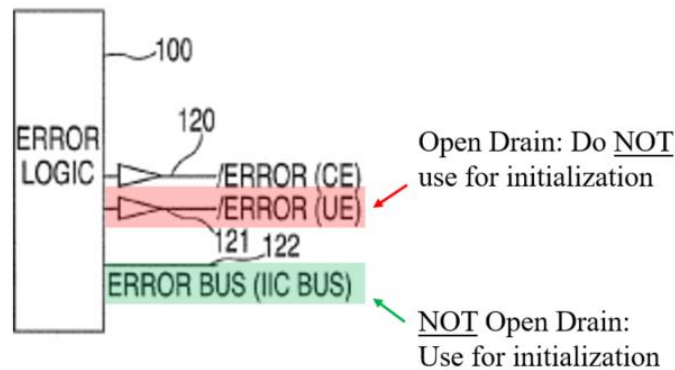 100
ERROR
LOGIC
120
/ERROR (CE)
/ERROR (UE)
121 122
ERROR BUS (IIC BUS)
Open Drain: Do NOT
use for initialization
NOT Open Drain:
Use for initialization